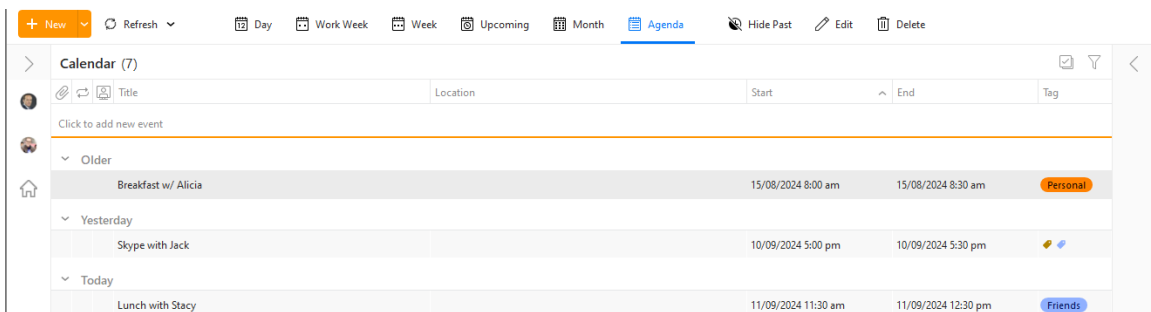 New Refresh 12 Day Work Week Week Upcoming Month Agenda Hide Past Edit Delete
Calendar (7)
Title Location Start End Tag
Click to add new event
Older
Breakfast w/ Alicia 15/08/2024 8:00 am 15/08/2024 8:30 am Personal
Yesterday
Skype with Jack 10/09/2024 5:00 pm 10/09/2024 5:30 pm
Today
Lunch with Stacy 11/09/2024 11:30 am 11/09/2024 12:30 pm Friends